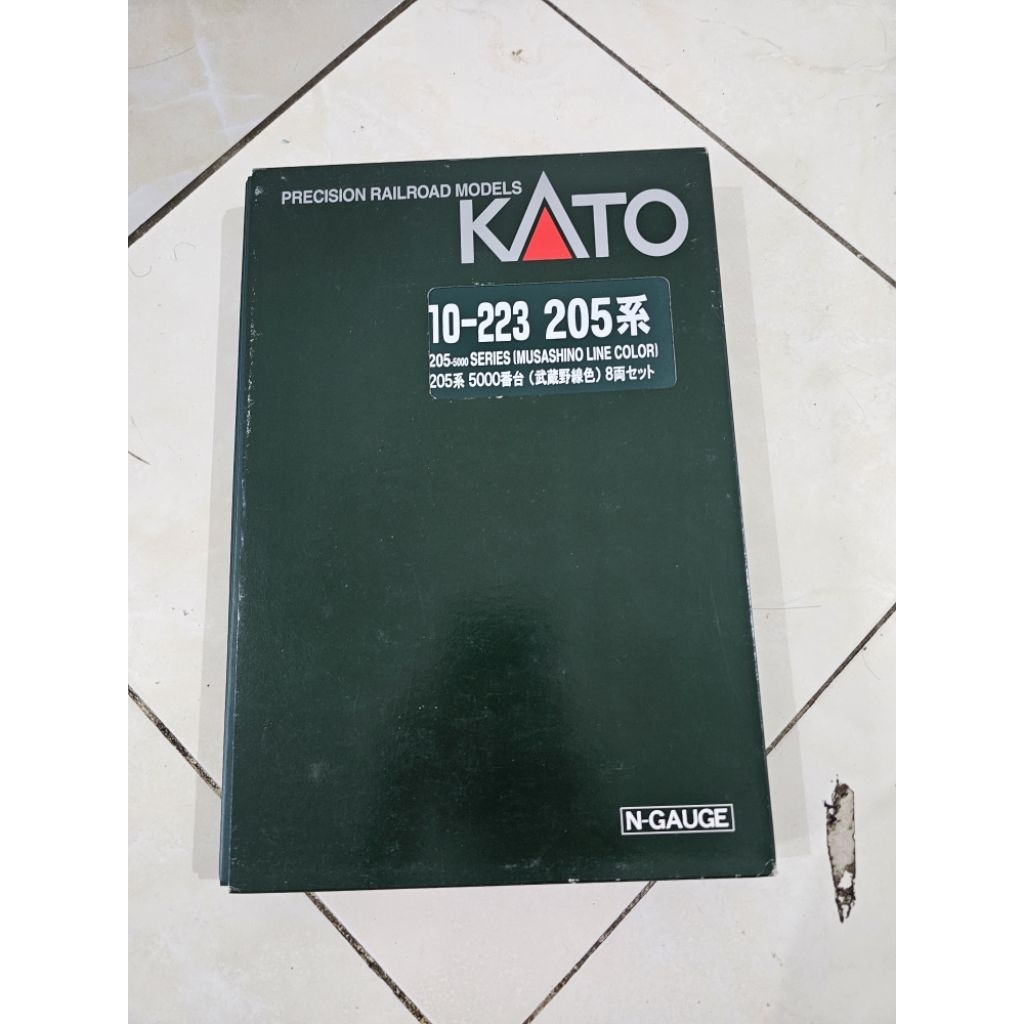 PRECISION RAILROAD MODELS
KATO
10-223 205系
205-5000 SERIES (MUSASHINO LINE COLOR)
205系 5000番台 (武蔵野線色) 8両セット
N-GAUGE